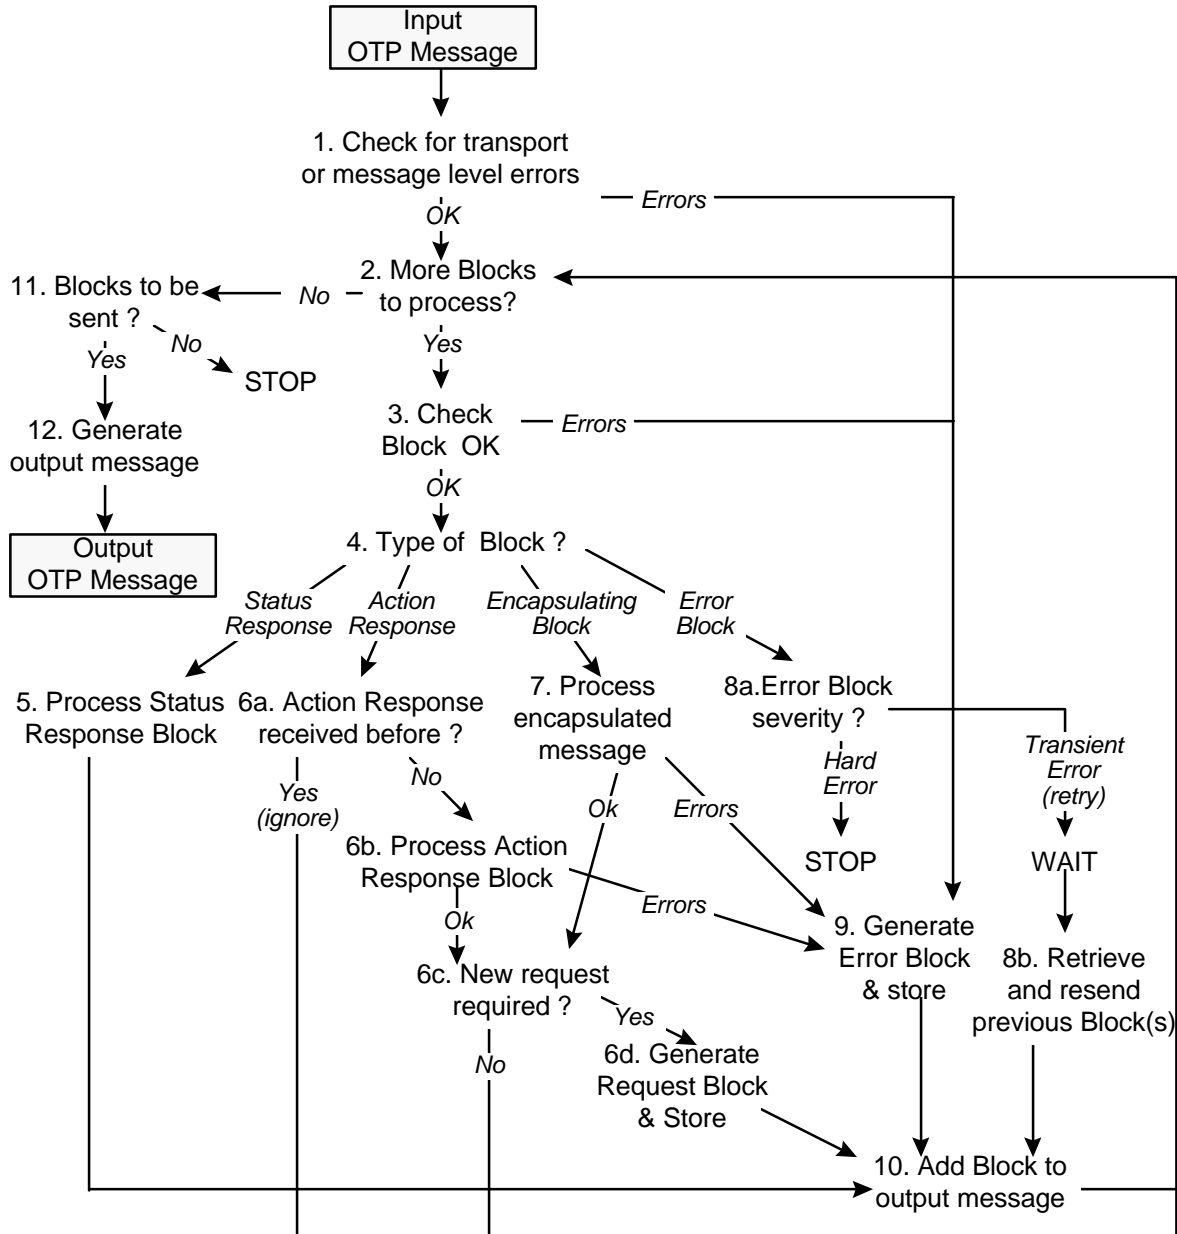 Input
OTP Message
1. Check for transport
or message level errors
Errors
OK
2. More Blocks
to process?
No
11. Blocks to be
sent ?
No
Yes
STOP
Yes
12. Generate
output message
3. Check
Block OK
Errors
OK
Output
OTP Message
4. Type of Block ?
Status
Response
Action
Response
Encapsulating
Block
Error
Block
5. Process Status
Response Block
6a. Action Response
received before ?
7. Process
encapsulated
message
8a.Error Block
severity ?
Yes
(ignore)
No
Ok
Errors
Hard
Error
Transient
Error
(retry)
6b. Process Action
Response Block
STOP
WAIT
Ok
Errors
9. Generate
Error Block
& store
8b. Retrieve
and resend
previous Block(s)
6c. New request
required ?
Yes
No
6d. Generate
Request Block
& Store
10. Add Block to
output message